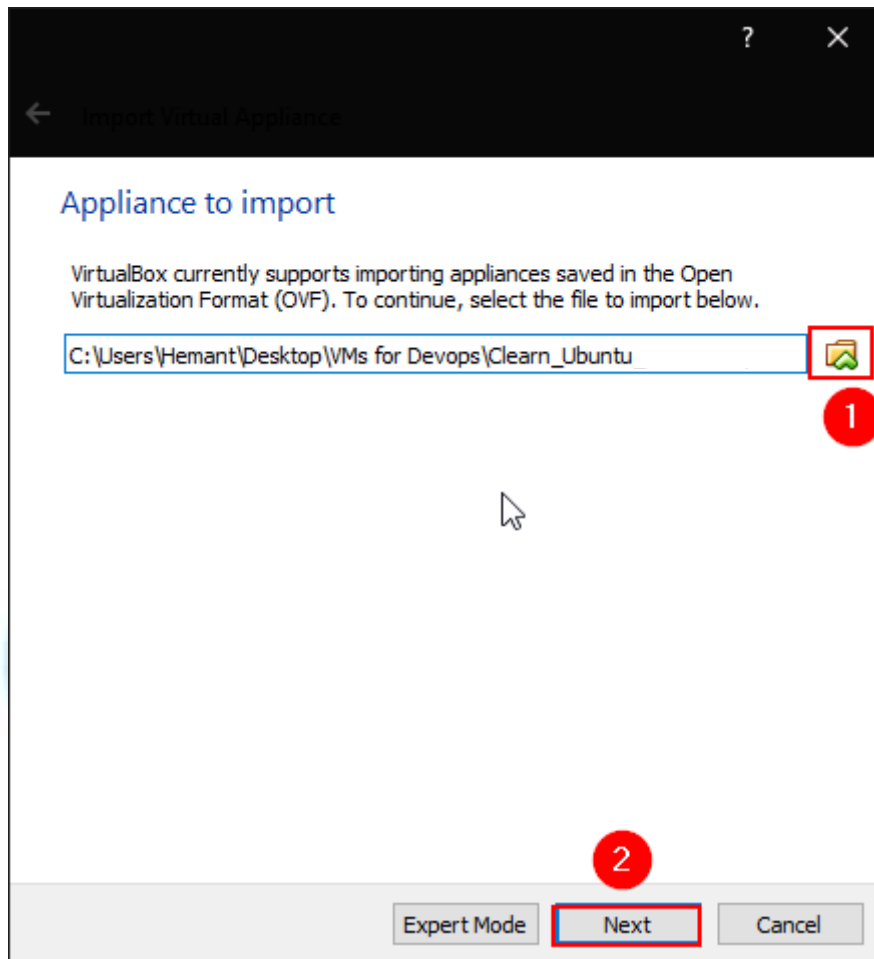 ?
Import Virtual Appliance
Appliance to import
VirtualBox currently supports importing appliances saved in the Open
Virtualization Format (OVF). To continue, select the file to import below.
C:\Users\Hemant\Desktop\VMs for Devops\Clearn_Ubuntu_
1
2
Expert Mode Next Cancel